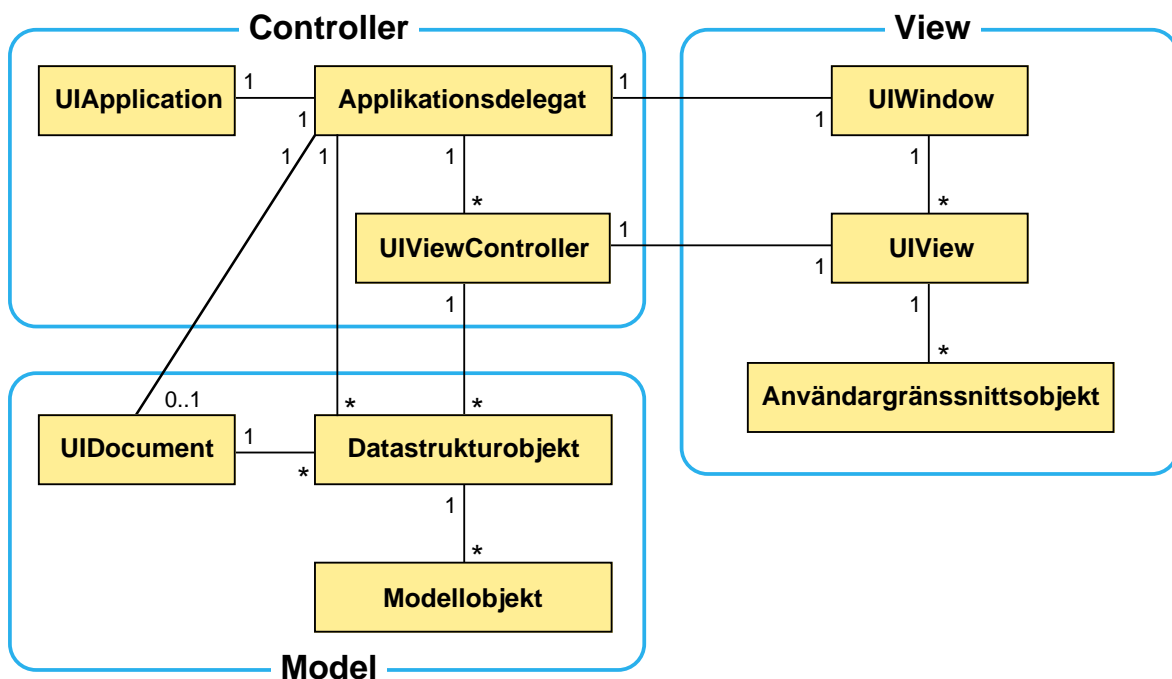 Controller
View
UIApplication
1
1
Applikationsdelegat
1
1
UIWindow
1
1
1
*
1
0..1
1
*
UIViewController
1
1
UIView
1
*
1
*
Användargränssnittsobjekt
UIDocument
1
*
Datastrukturobjekt
1
*
Modellobjekt
Model